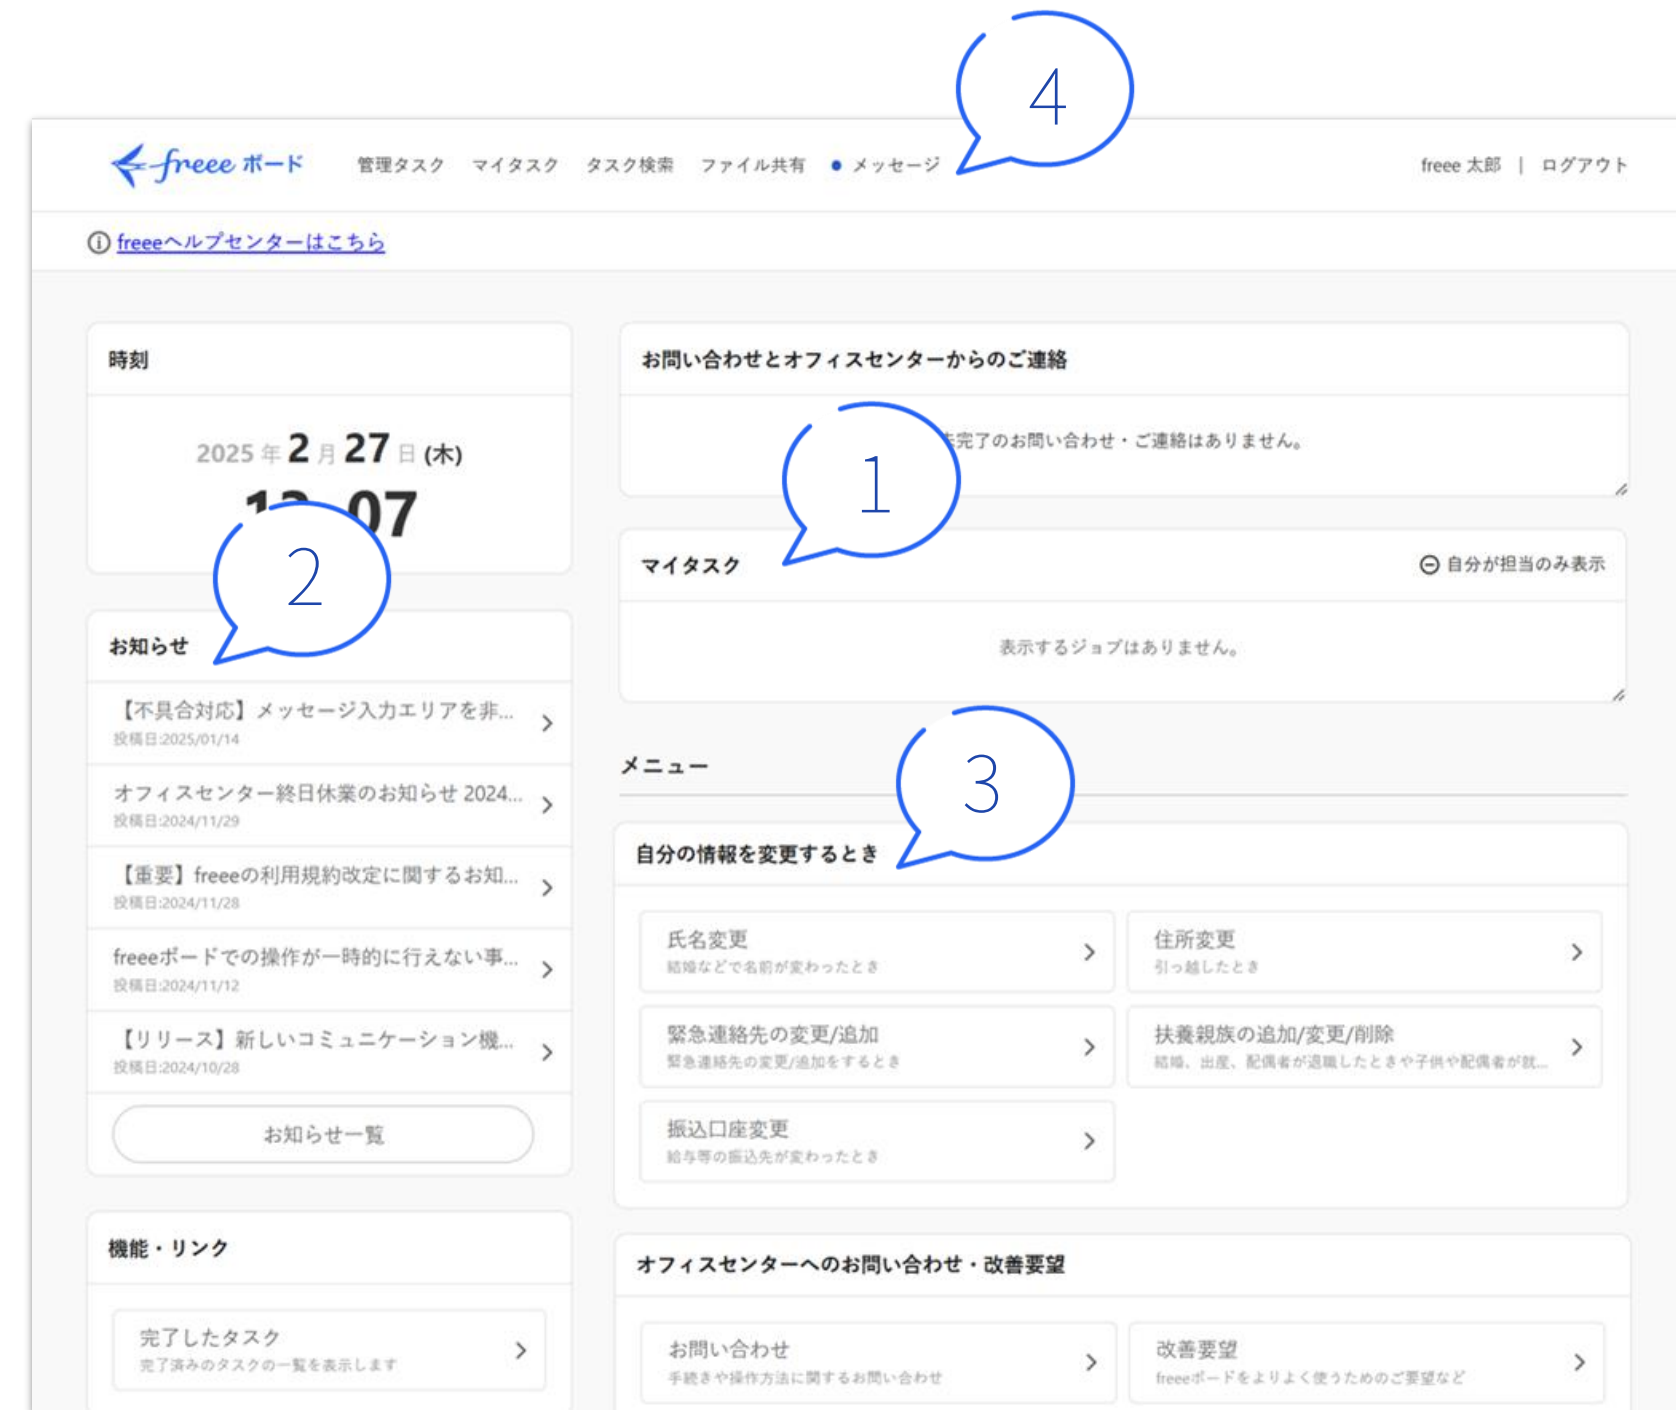 4
freee ボード
管理タスク マイタスク タスク検索 ファイル共有 ● メッセージ
freee 太郎 | ログアウト
freeeヘルプセンターはこちら
時刻
2025 年 2 月 27 日 (木)
07
2
お知らせ
【不具合対応】メッセージ入力エリアを非...
投稿日:2025/01/14
オフィスセンター終日休業のお知らせ 2024...
投稿日:2024/11/29
【重要】freeeの利用規約改定に関するお知...
投稿日:2024/11/28
freeeボードでの操作が一時的に行えない事...
投稿日:2024/11/12
【リリース】新しいコミュニケーション機...
投稿日:2024/10/28
お知らせ一覧
機能・リンク
完了したタスク
完了済みのタスクの一覧を表示します
お問い合わせとオフィスセンターからのご連絡
完了のお問い合わせ・ご連絡はありません。
1
マイタスク
自分が担当のみ表示
表示するジョブはありません。
メニュー
3
自分の情報を変更するとき
氏名変更
結婚などで名前が変わったとき
住所変更
引っ越したとき
緊急連絡先の変更/追加
緊急連絡先の変更/追加をするとき
扶養親族の追加/変更/削除
結婚、出産、配偶者が退職したときや子供や配偶者が就...
振込口座変更
給与等の振込先が変わったとき
オフィスセンターへのお問い合わせ・改善要望
お問い合わせ
手続きや操作方法に関するお問い合わせ
改善要望
freeeボードをよりよく使うためのご要望など